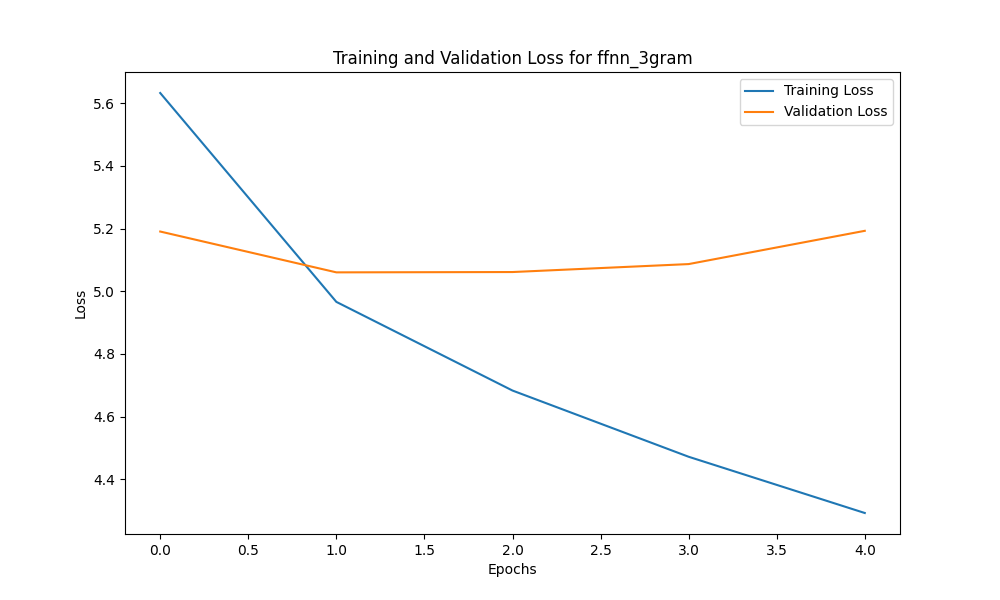 Training and Validation Loss for ffnn_3gram
Training Loss
Validation Loss
5.6
5.4
5.2
5.0
4.8
4.6
4.4
Loss
0.0 0.5 1.0 1.5 2.0 2.5 3.0 3.5 4.0
Epochs